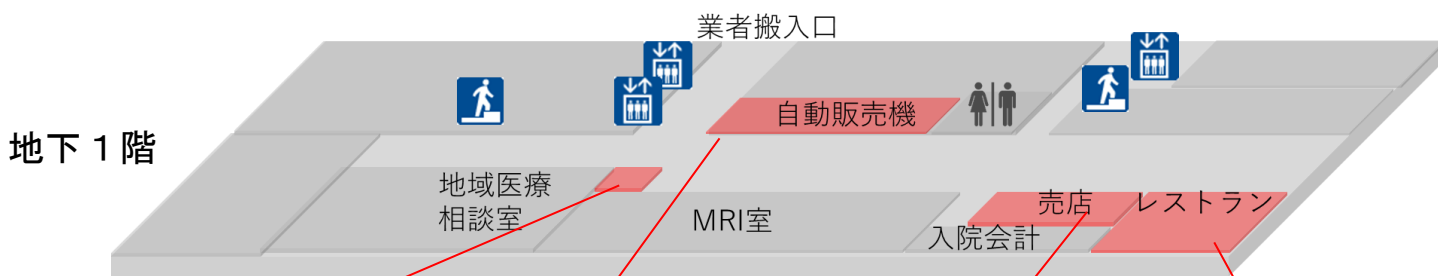 業者搬入口
自動販売機
地下１階
地域医療
相談室
MRI室
売店
レストラン
入院会計